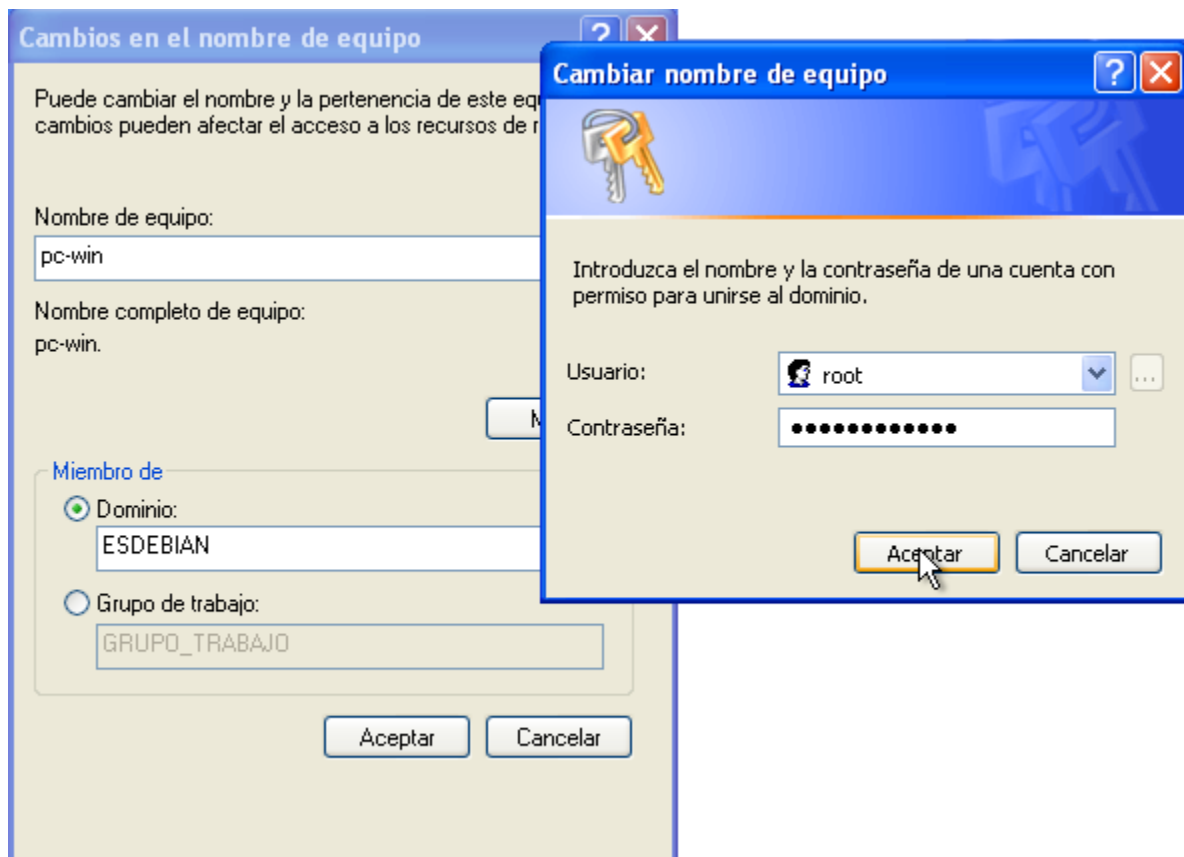 Cambios en el nombre de equipo
Puede cambiar el nombre y la pertenencia de este
cambios pueden afectar el acceso a los recursos de
Nombre de equipo:
pc-win
Nombre completo de equipo:
pc-win.
Miembro de
Dominio:
ESDEBIAN
Grupo de trabajo:
GRUPO_TRABAJO
Aceptar
Cancelar
Cambiar nombre de equipo
Introduzca el nombre y la contraseña de una cuenta con
permiso para unirse al dominio.
Usuario:
root
...
Contraseña:
••••••••••••
Aceptar
Cancelar